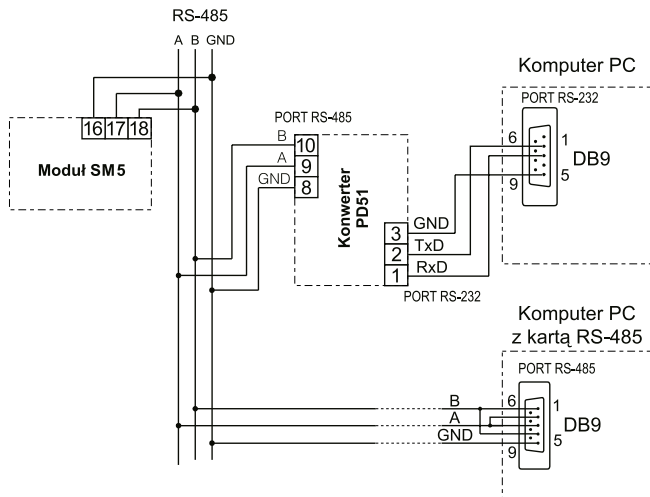 RS-485
A B GND
16 17 18
Moduł SM5
PORT RS-485
B
A
GND
10
9
8
Konwerter
PD51
3
2
1
GND
TxD
RxD
PORT RS-232
Komputer PC
PORT RS-232
6
1
DB9
9
5
Komputer PC
z kartą RS-485
PORT RS-485
B
A
GND
6
1
DB9
9
5